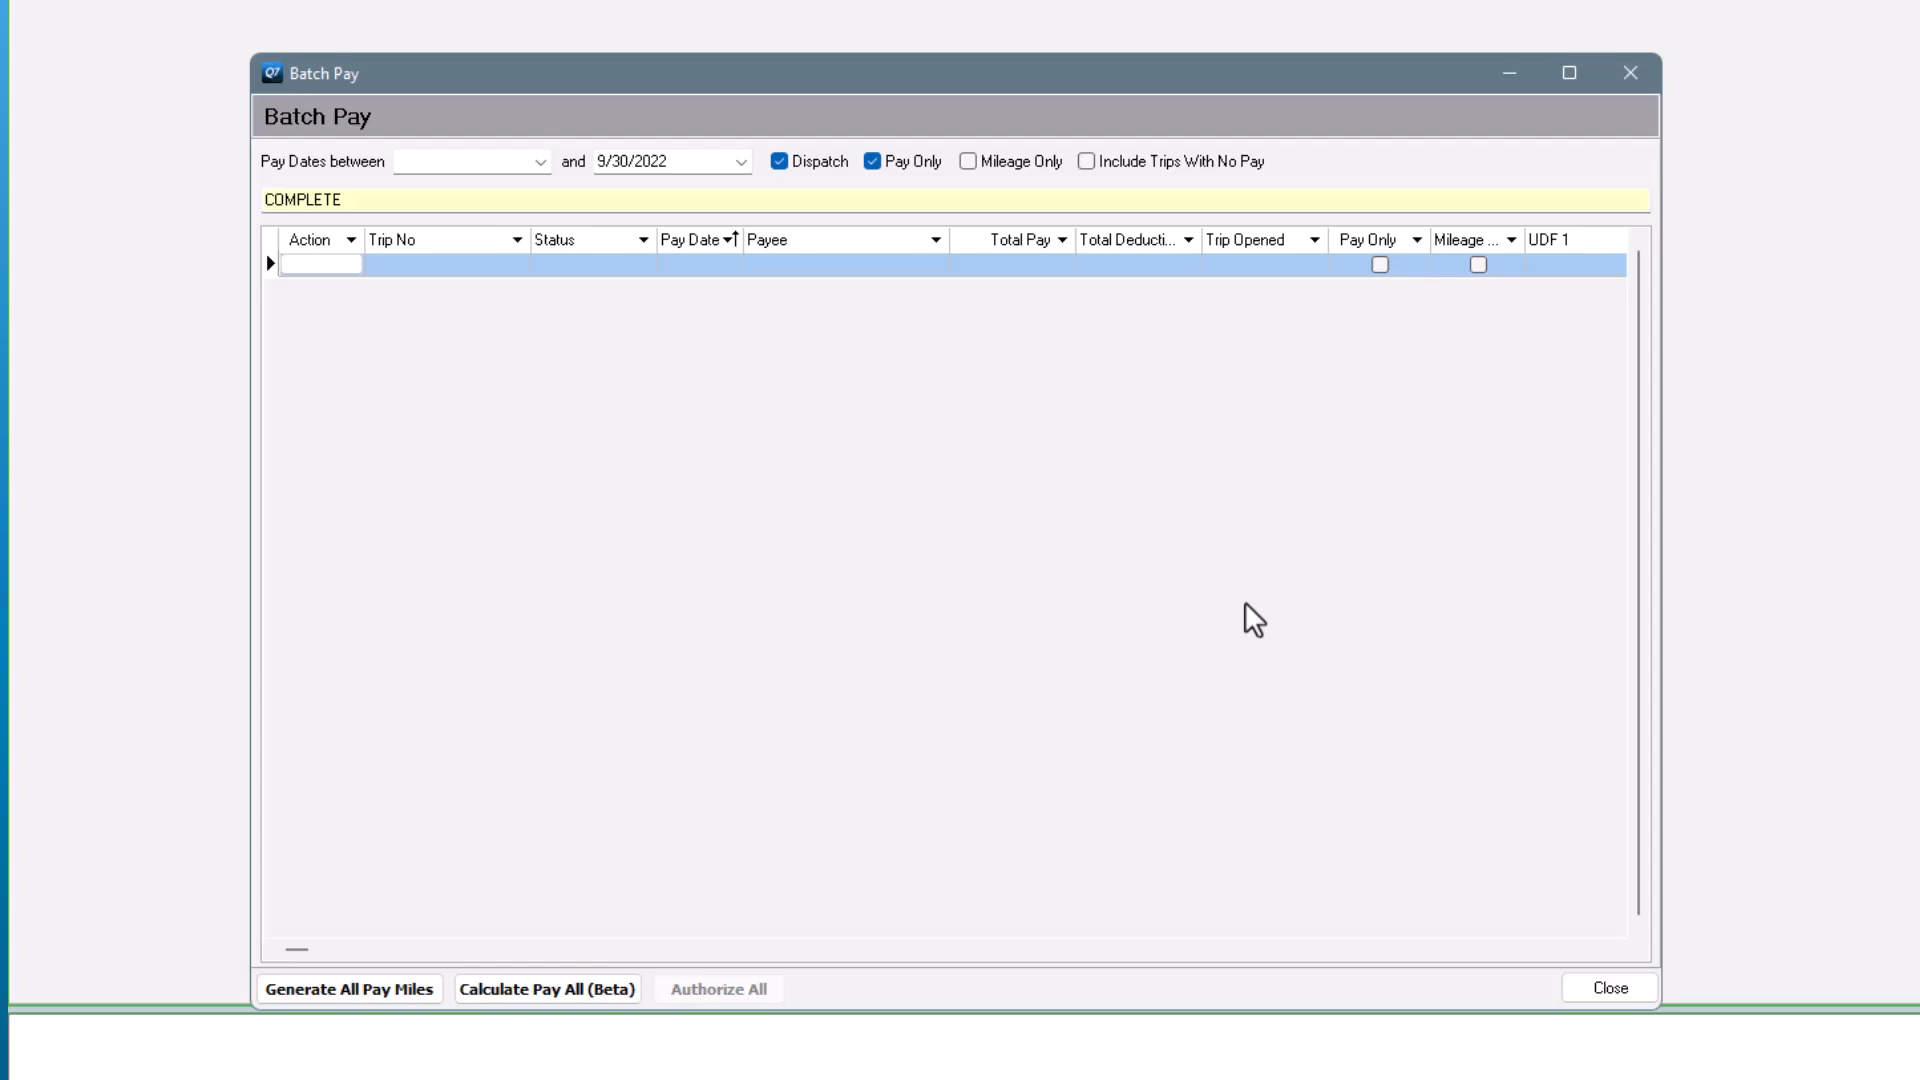 Q7 Batch Pay
Batch Pay
Pay Dates between and 9/30/2022 Dispatch Pay Only Mileage Only Include Trips With No Pay
COMPLETE
Action Trip No Status Pay Date Payee Total Pay Total Deducti... Trip Opened Pay Only Mileage ... UDF 1
Generate All Pay Miles Calculate Pay All (Beta) Authorize All Close